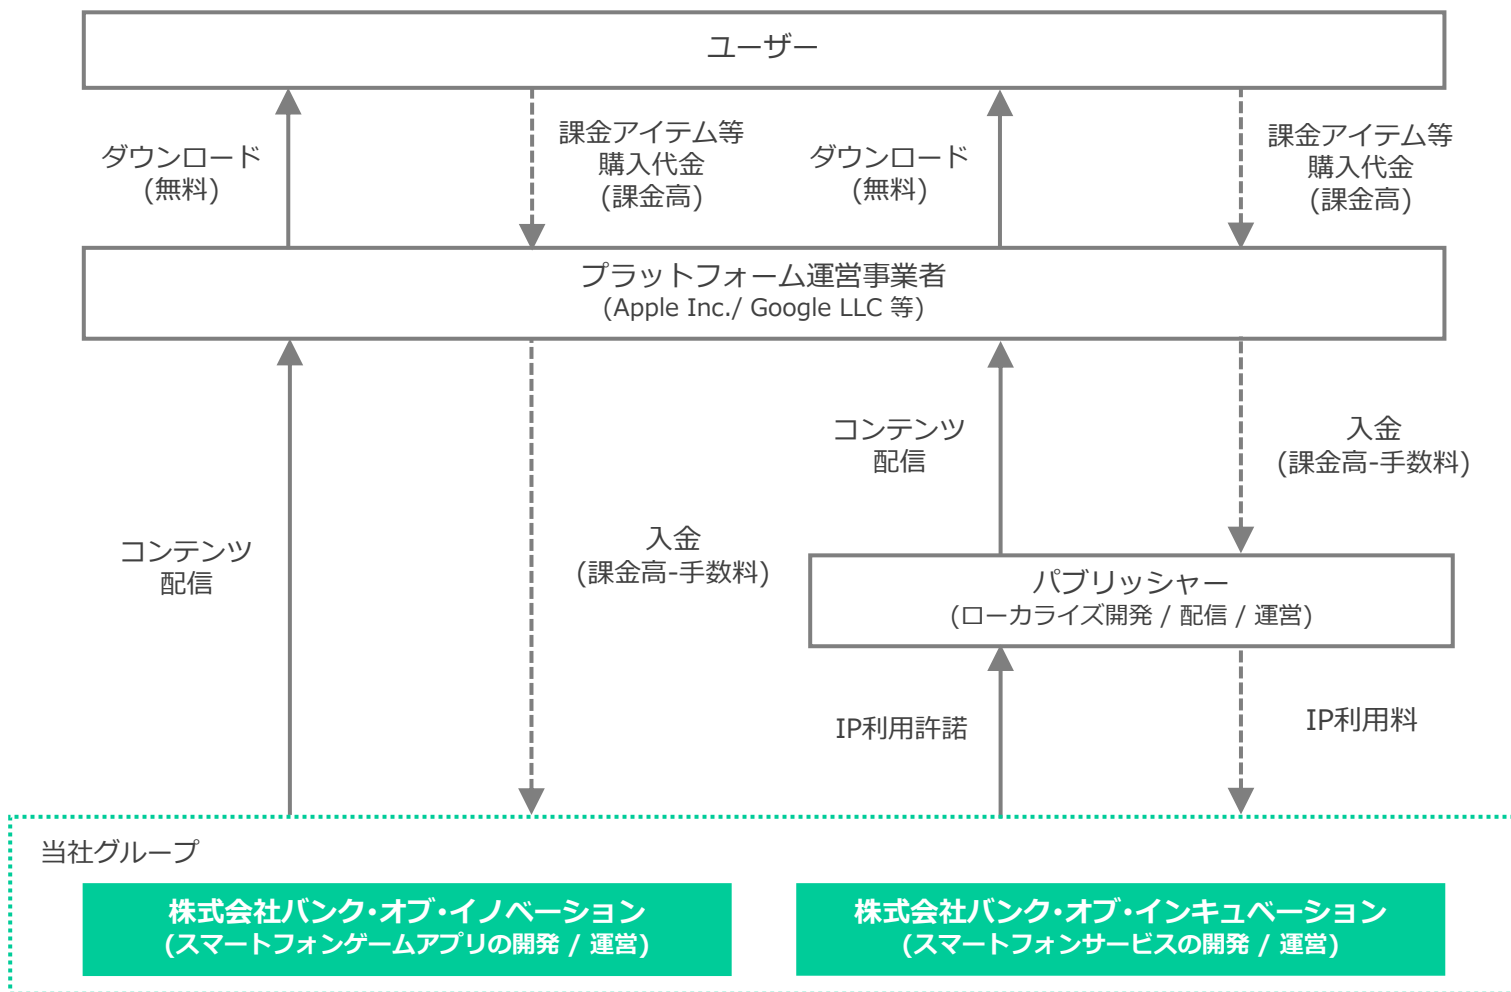 ユーザー
ダウンロード
(無料)
課金アイテム等
購入代金
(課金高)
ダウンロード
(無料)
課金アイテム等
購入代金
(課金高)
プラットフォーム運営事業者
(Apple Inc./ Google LLC 等)
コンテンツ
配信
入金
(課金高-手数料)
コンテンツ
配信
入金
(課金高-手数料)
パブリッシャー
(ローカライズ開発 / 配信 / 運営)
IP利用許諾
IP利用料
当社グループ
株式会社バンク・オブ・イノベーション
(スマートフォンゲームアプリの開発 / 運営)
株式会社バンク・オブ・インキュベーション
(スマートフォンサービスの開発 / 運営)